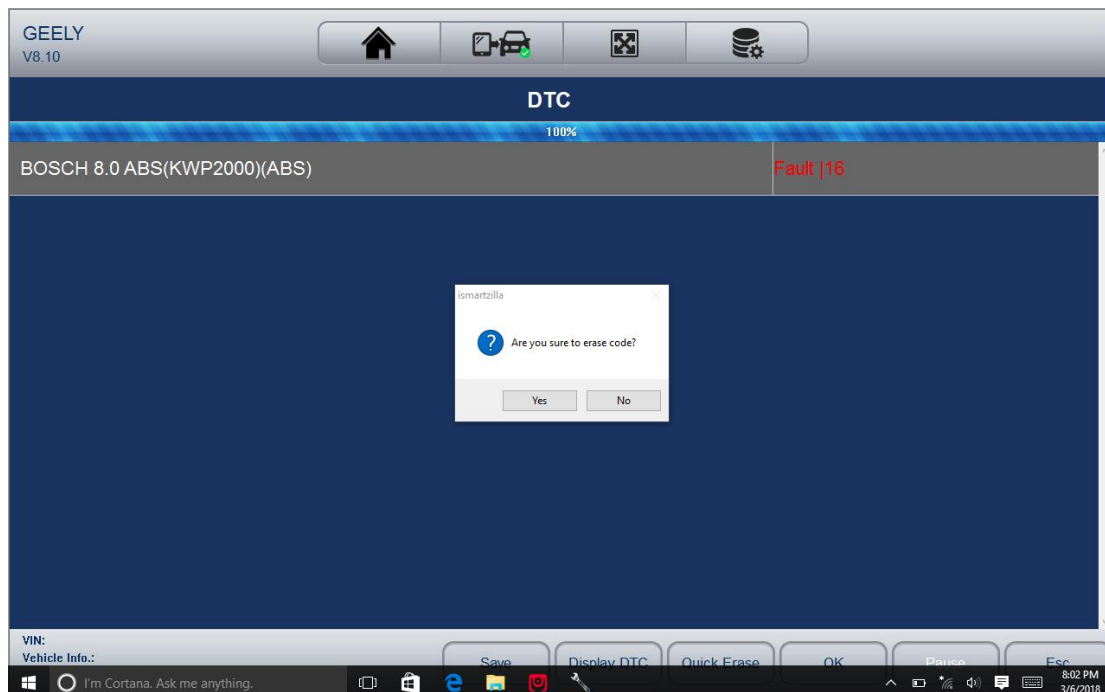 GEELY
V8.10
DTC
100%
BOSCH 8.0 ABS(KWP2000)(ABS) Fault |16
ismartzilla
? Are you sure to erase code?
Yes No
VIN:
Vehicle Info.:
Save Display DTC Quick Erase OK Pause Esc
I'm Cortana. Ask me anything. 8:02 PM
3/6/2018